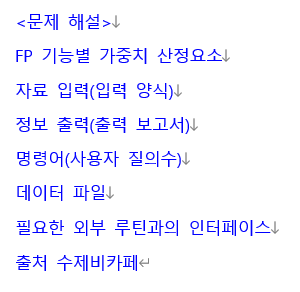 <문제 해설>↓
FP 기능별 가중치 산정요소↓
자료 입력(입력 양식)↓
정보 출력(출력 보고서)↓
명령어(사용자 질의수)↓
데이터 파일↓
필요한 외부 루틴과의 인터페이스↓
출처 수제비카페↵